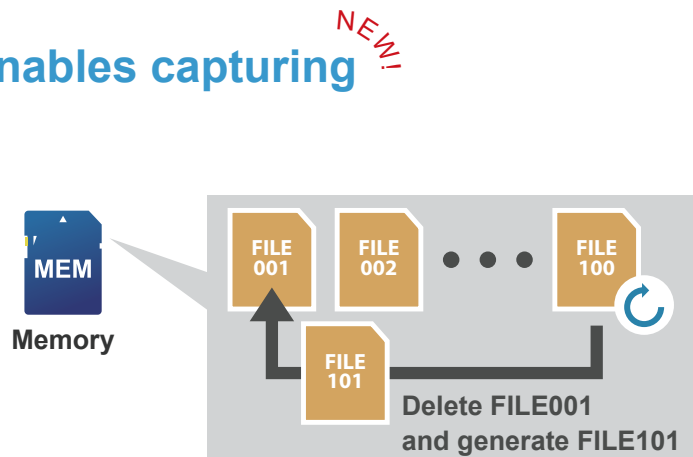 NEW!
nables capturing
MEM
Memory
FILE
001
FILE
002
FILE
100
FILE
101
Delete FILE001
and generate FILE101